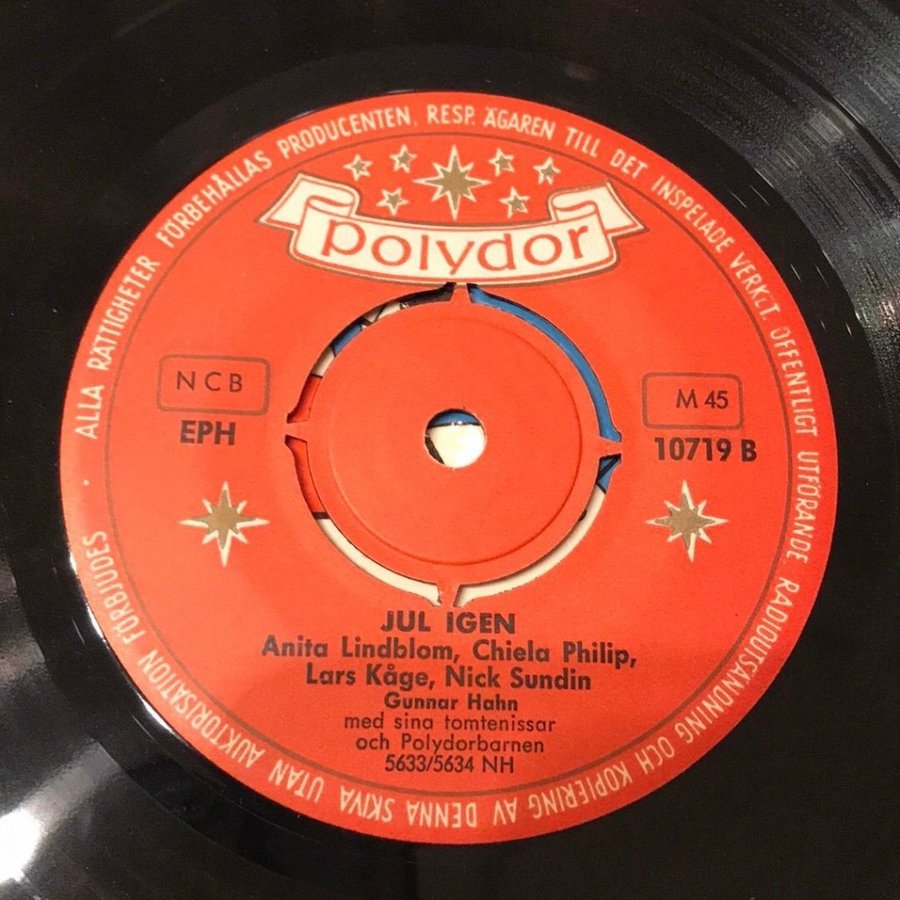 ALLA RÄTTIGHETER FÖRBEHÅLLAS PRODUCENTEN, RESP. ÄGAREN TILL DET INSPELADE VERKET. OFFENTLIGT UTFÖRANDE RADIOUTSÄNDNING OCH KOPIERING AV DENNA SKIVA UTAN AUKTORISATION FÖRBJUDES ·
polydor
NCB
M 45
EPH
10719 B
JUL IGEN
Anita Lindblom, Chiela Philip,
Lars Kåge, Nick Sundin
Gunnar Hahn
med sina tomtenissar
och Polydorbarnen
5633/5634 NH